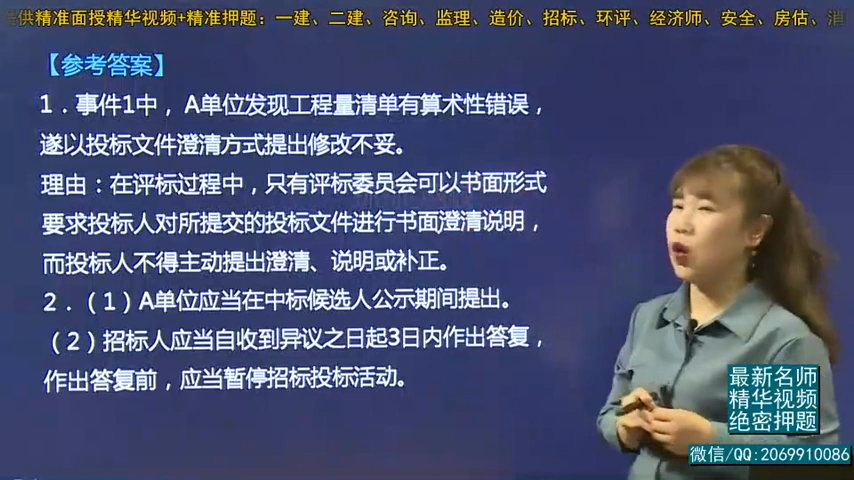 供精准面授精华视频+精准押题：一建、二建、咨询、监理、造价、招标、环评、经济师、安全、房估、消
【参考答案】
1．事件1中，A单位发现工程量清单有算术性错误，
遂以投标文件澄清方式提出修改不妥。
理由：在评标过程中，只有评标委员会可以书面形式
要求投标人对所提交的投标文件进行书面澄清说明，
而投标人不得主动提出澄清、说明或补正。
2．（1）A单位应当在中标候选人公示期间提出。
（2）招标人应当自收到异议之日起3日内作出答复，
作出答复前，应当暂停招标投标活动。
最新名师
精华视频
绝密押题
微信/QQ:2069910086